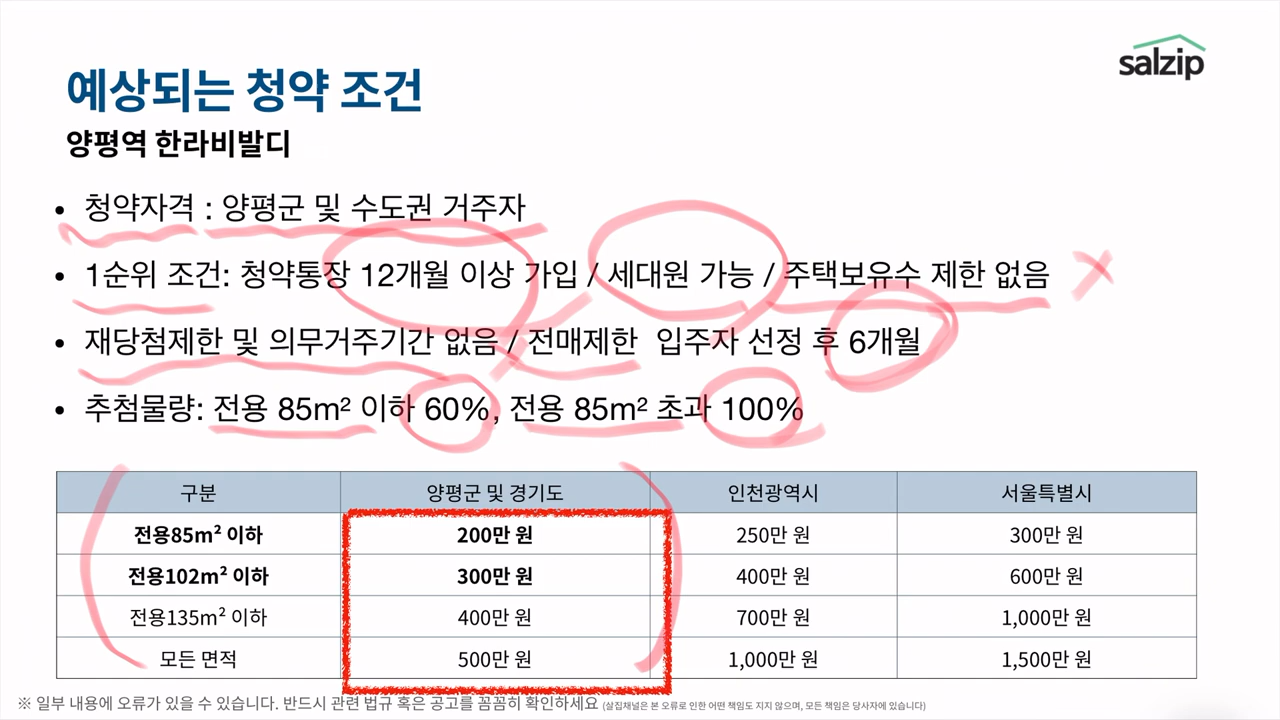 salzip
예상되는 청약 조건
양평역 한라비발디
• 청약자격 : 양평군 및 수도권 거주자
• 1순위 조건: 청약통장 12개월 이상 가입 / 세대원 가능 / 주택보유수 제한 없음
• 재당첨제한 및 의무거주기간 없음 / 전매제한 입주자 선정 후 6개월
• 추첨물량: 전용 85m² 이하 60%, 전용 85m² 초과 100%
구분 양평군 및 경기도 인천광역시 서울특별시
전용85m² 이하 200만 원 250만 원 300만 원
전용102m² 이하 300만 원 400만 원 600만 원
전용135m² 이하 400만 원 700만 원 1,000만 원
모든 면적 500만 원 1,000만 원 1,500만 원
※ 일부 내용에 오류가 있을 수 있습니다. 반드시 관련 법규 혹은 공고를 꼼꼼히 확인하세요 (살집채널은 본 오류로 인한 어떤 책임도 지지 않으며, 모든 책임은 당사자에 있습니다)